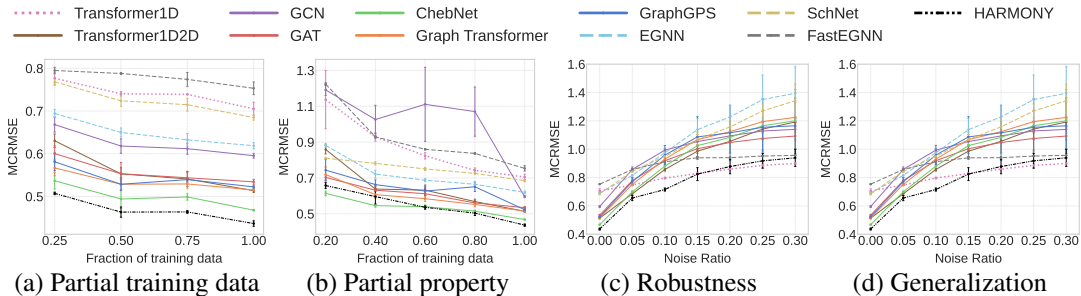 Transformer1D GCN ChebNet GraphGPS SchNet HARMONY
Transformer1D2D GAT Graph Transformer EGNN FastEGNN
0.8
0.7
0.6
0.5
MCRMSE
0.25 0.50 0.75 1.00
Fraction of training data
(a) Partial training data
1.3
1.1
0.9
0.7
0.5
MCRMSE
0.20 0.40 0.60 0.80 1.00
Fraction of training data
(b) Partial property
1.6
1.4
1.2
1.0
0.8
0.6
0.4
MCRMSE
0.00 0.05 0.10 0.15 0.20 0.25 0.30
Noise Ratio
(c) Robustness
1.6
1.4
1.2
1.0
0.8
0.6
0.4
MCRMSE
0.00 0.05 0.10 0.15 0.20 0.25 0.30
Noise Ratio
(d) Generalization